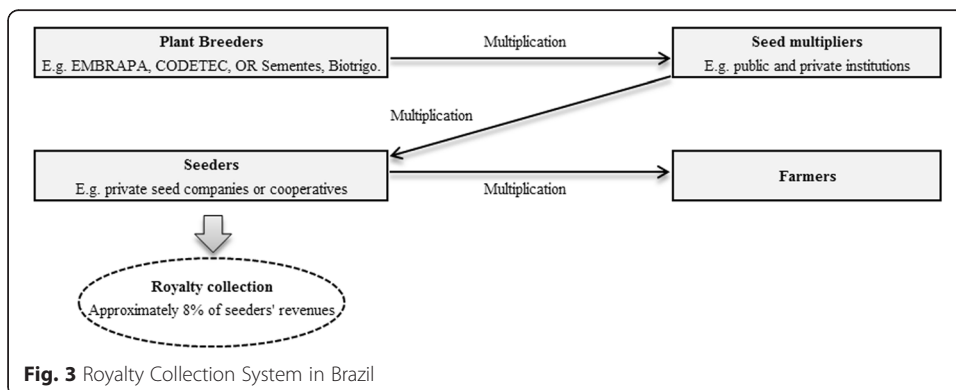 Plant Breeders
E.g. EMBRAPA, CODETEC, OR Sementes, Biotrigo.
Multiplication
Seed multipliers
E.g. public and private institutions
Multiplication
Seeders
E.g. private seed companies or cooperatives
Multiplication
Farmers
Royalty collection
Approximately 8% of seeders' revenues
Fig. 3 Royalty Collection System in Brazil